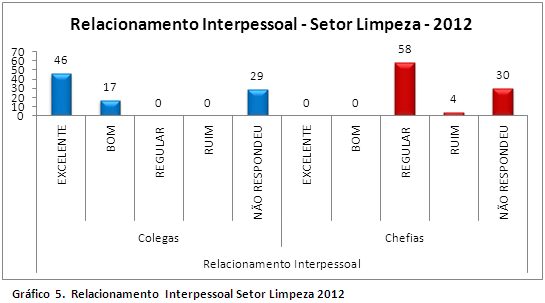 Relacionamento Interpessoal - Setor Limpeza - 2012
70
60
50
40
30
20
10
0
46
17
0
0
29
0
0
58
4
30
EXCELENTE
BOM
REGULAR
RUIM
NÃO RESPONDEU
EXCELENTE
BOM
REGULAR
RUIM
NÃO RESPONDEU
Colegas
Chefias
Relacionamento Interpessoal
Gráfico 5. Relacionamento Interpessoal Setor Limpeza 2012